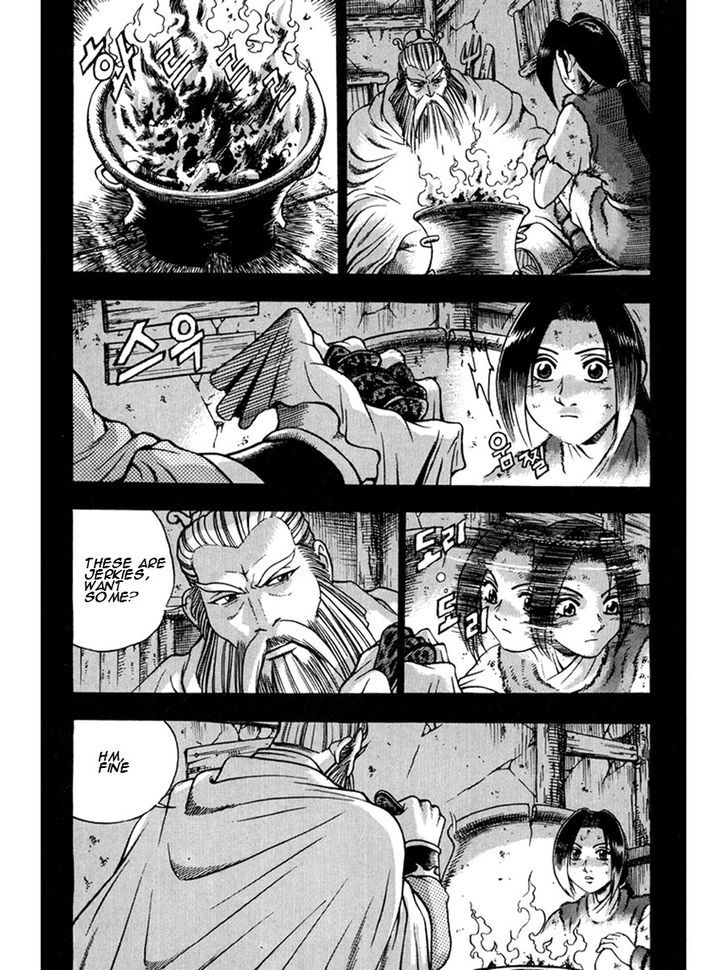 화르르르
스윽
움찔
THESE ARE
JERKIES,
WANT
SOME?
도리
도리
HM,
FINE